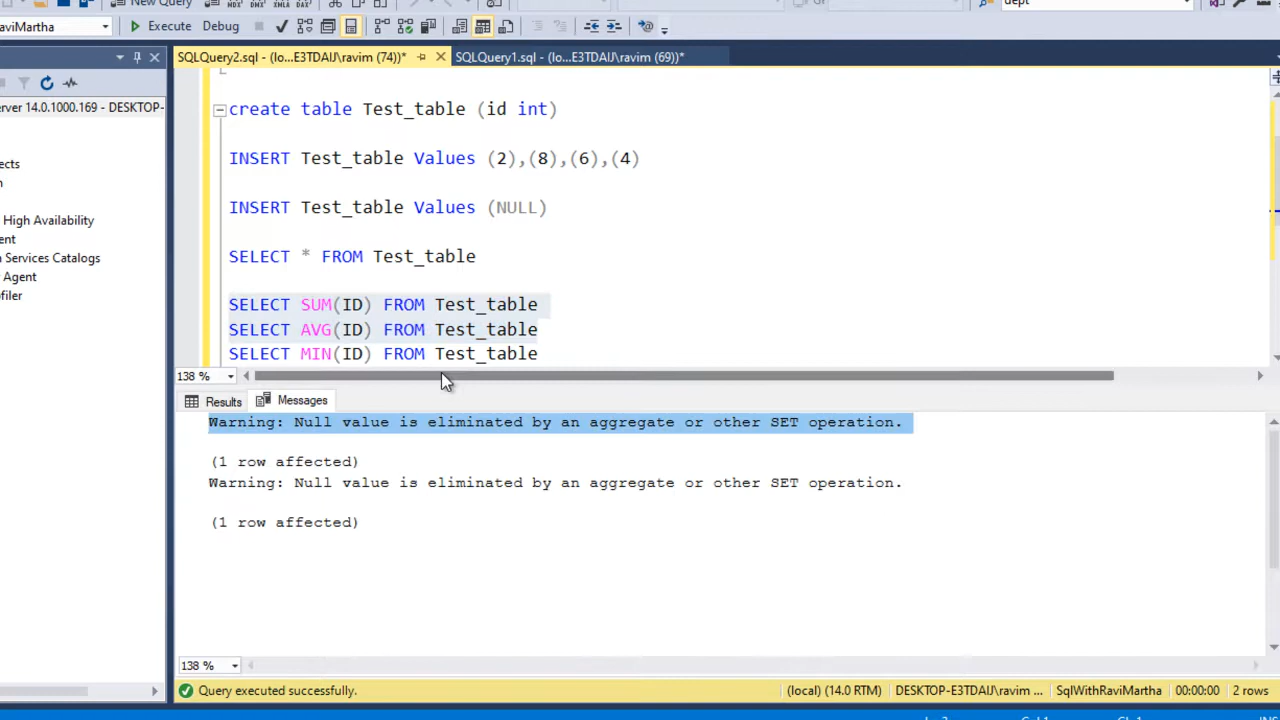 New Query
dept
aviMartha
Execute
Debug
SQLQuery2.sql - (lo...E3TDAIJ\ravim (74))*
SQLQuery1.sql - (lo...E3TDAIJ\ravim (69))*
erver 14.0.1000.169 - DESKTOP-
ects
n
High Availability
ent
n Services Catalogs
Agent
filer
create table Test_table (id int)
INSERT Test_table Values (2),(8),(6),(4)
INSERT Test_table Values (NULL)
SELECT * FROM Test_table
SELECT SUM(ID) FROM Test_table
SELECT AVG(ID) FROM Test_table
SELECT MIN(ID) FROM Test_table
138 %
Results
Messages
Warning: Null value is eliminated by an aggregate or other SET operation.
(1 row affected)
Warning: Null value is eliminated by an aggregate or other SET operation.
(1 row affected)
138 %
Query executed successfully.
(local) (14.0 RTM)
DESKTOP-E3TDAIJ\ravim ...
SqlWithRaviMartha
00:00:00
2 rows